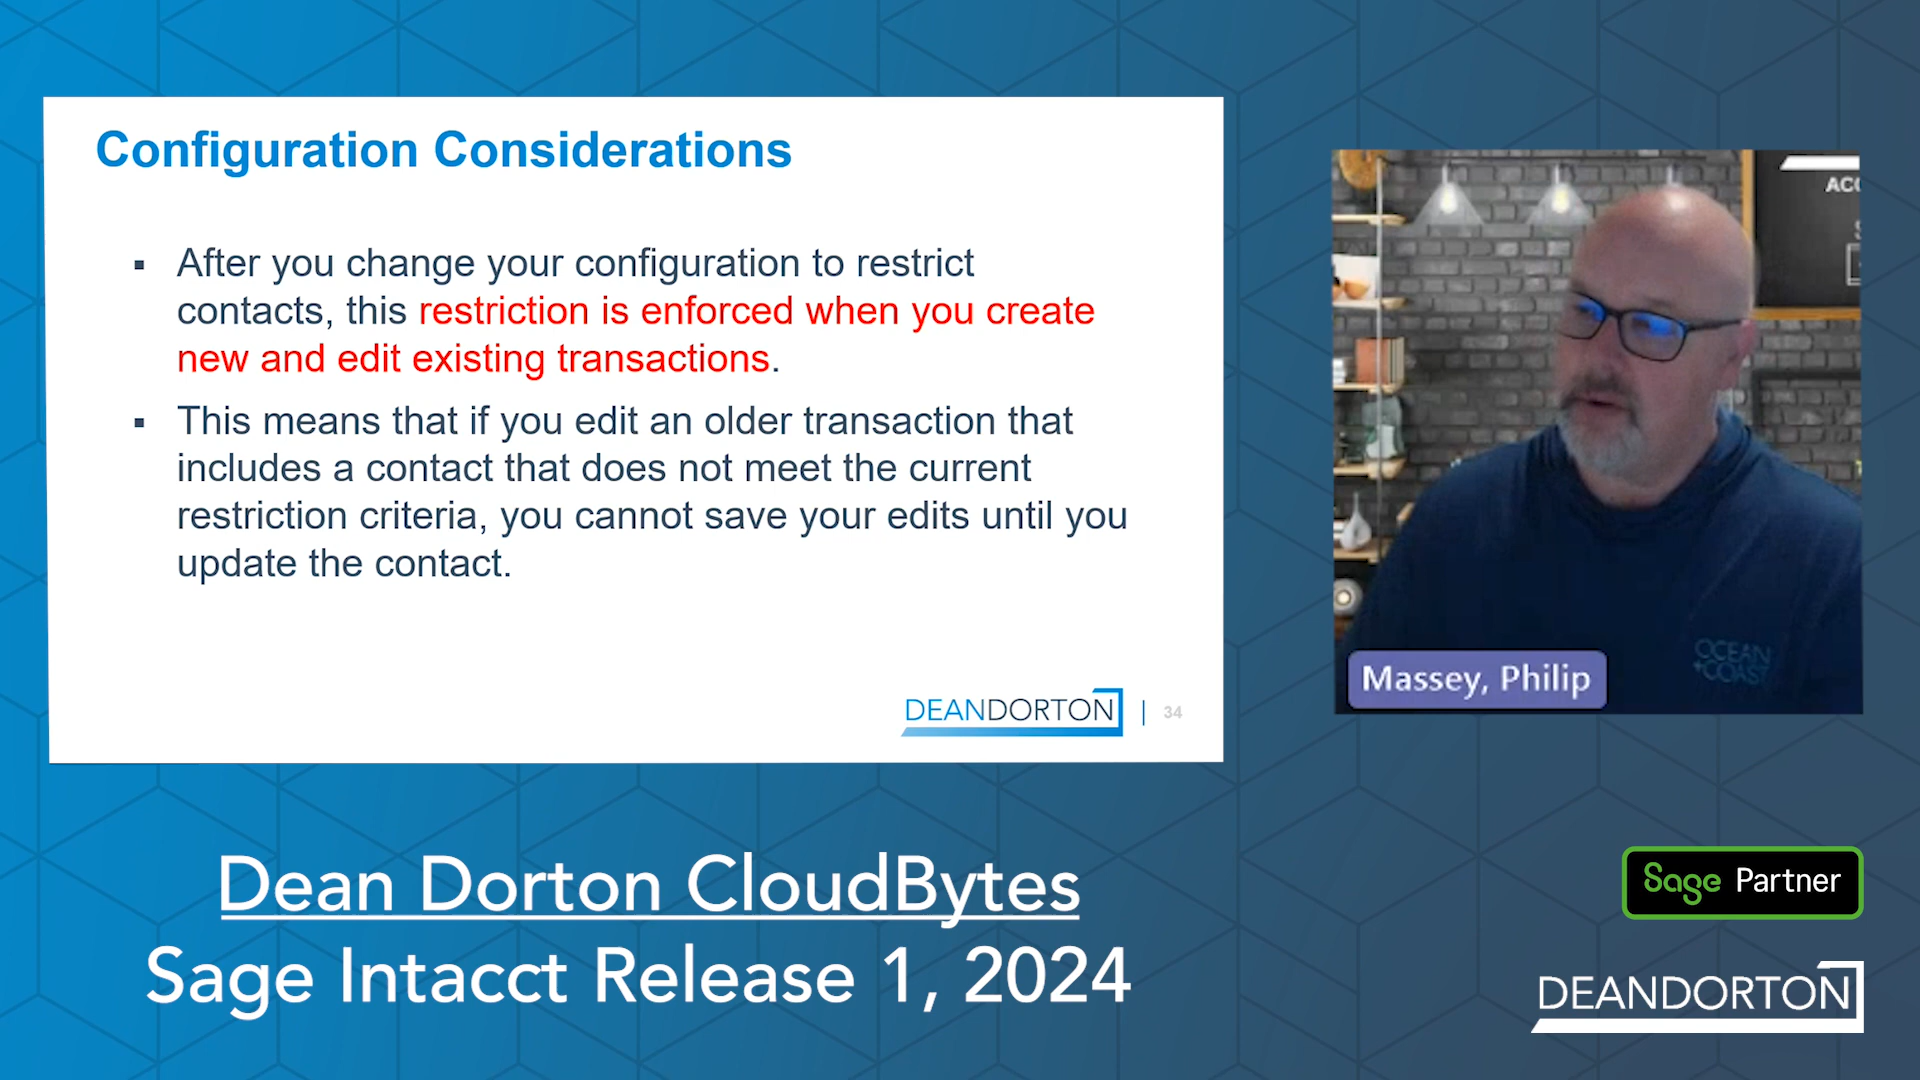 Configuration Considerations
▪ After you change your configuration to restrict
contacts, this restriction is enforced when you create
new and edit existing transactions.
▪ This means that if you edit an older transaction that
includes a contact that does not meet the current
restriction criteria, you cannot save your edits until you
update the contact.
DEANDORTON | 34
ACC
OCEAN
+COAST
Massey, Philip
Dean Dorton CloudBytes
Sage Intacct Release 1, 2024
Sage Partner
DEANDORTON